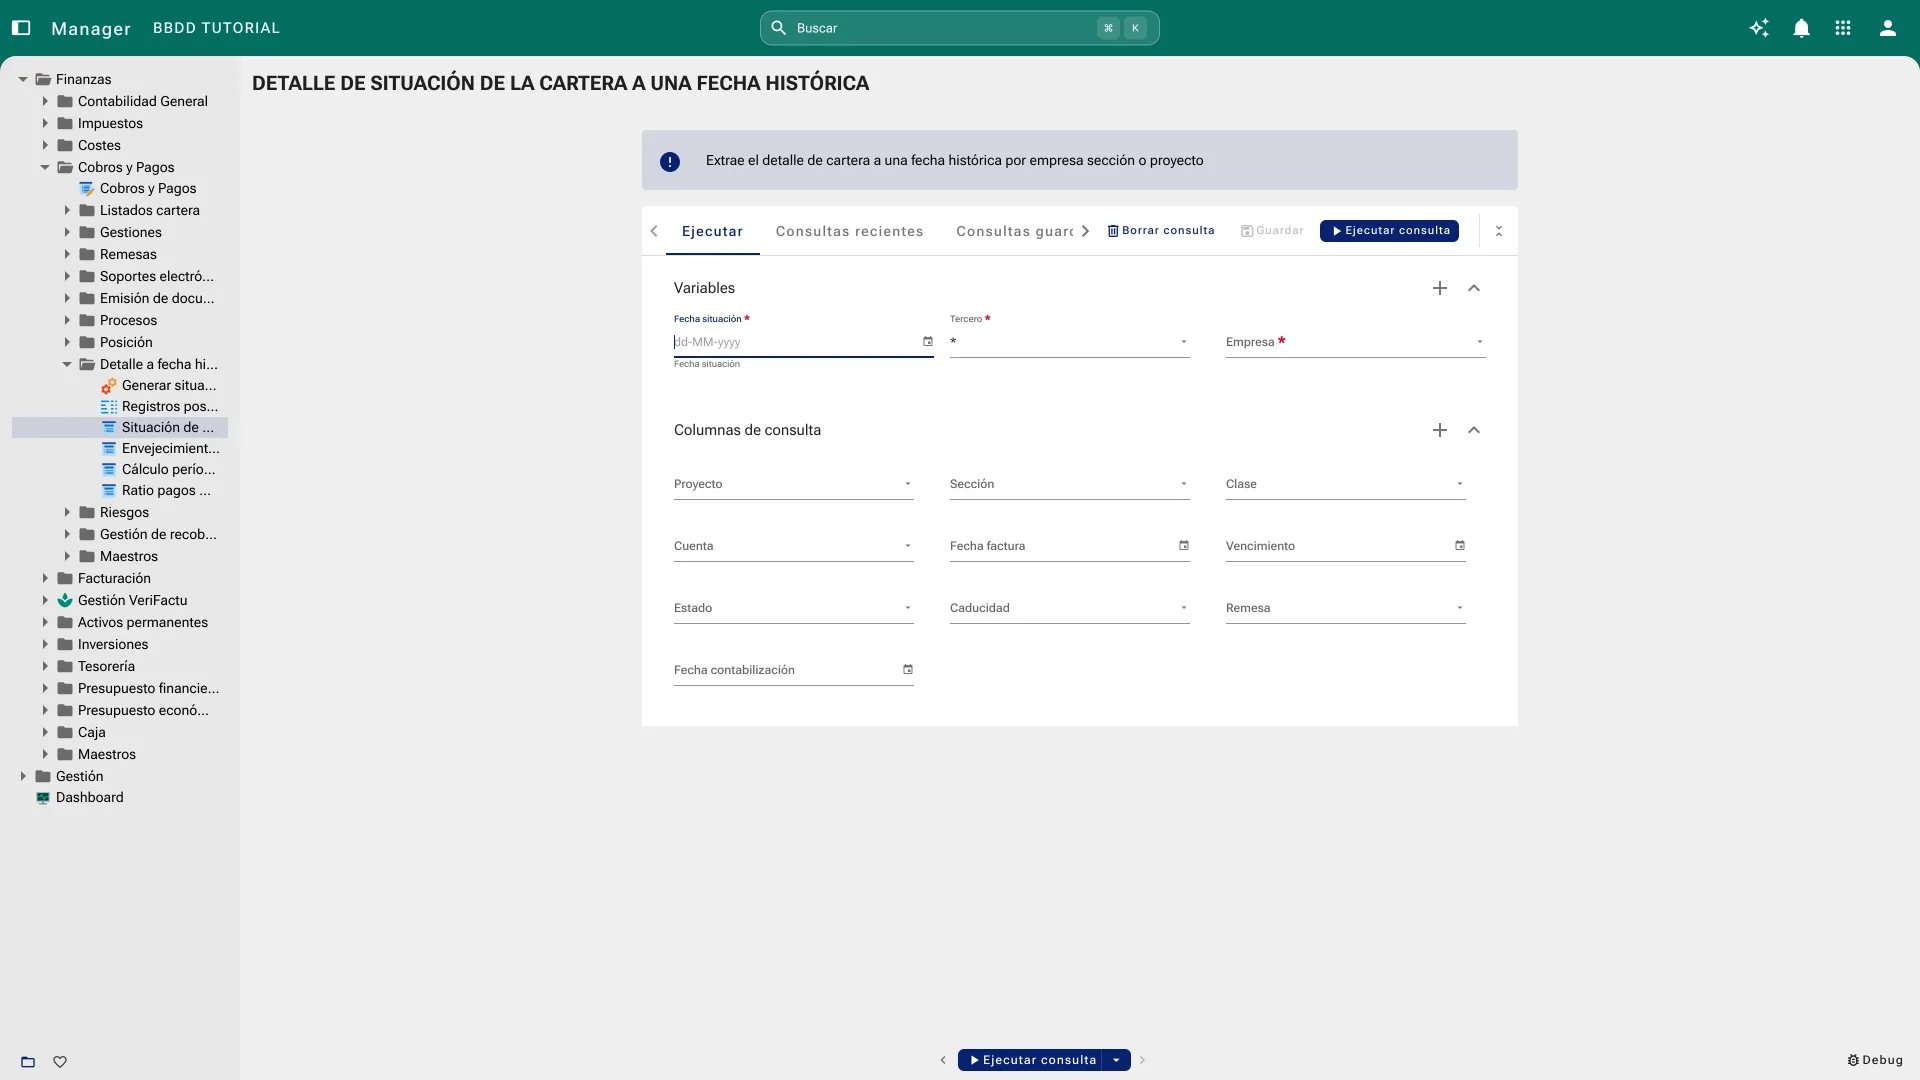 Manager
BBDD TUTORIAL
Buscar
⌘ K
Finanzas
Contabilidad General
Impuestos
Costes
Cobros y Pagos
Cobros y Pagos
Listados cartera
Gestiones
Remesas
Soportes electró...
Emisión de docu...
Procesos
Posición
Detalle a fecha hi...
Generar situa...
Registros pos...
Situación de ...
Envejecimient...
Cálculo perío...
Ratio pagos ...
Riesgos
Gestión de recob...
Maestros
Facturación
Gestión VeriFactu
Activos permanentes
Inversiones
Tesorería
Presupuesto financie...
Presupuesto econó...
Caja
Maestros
Gestión
Dashboard
DETALLE DE SITUACIÓN DE LA CARTERA A UNA FECHA HISTÓRICA
Extrae el detalle de cartera a una fecha histórica por empresa sección o proyecto
Ejecutar
Consultas recientes
Consultas guard
Borrar consulta
Guardar
Ejecutar consulta
Variables
Fecha situación *
dd-MM-yyyy
Fecha situación
Tercero *
*
Empresa *
Columnas de consulta
Proyecto
Sección
Clase
Cuenta
Fecha factura
Vencimiento
Estado
Caducidad
Remesa
Fecha contabilización
Ejecutar consulta
Debug